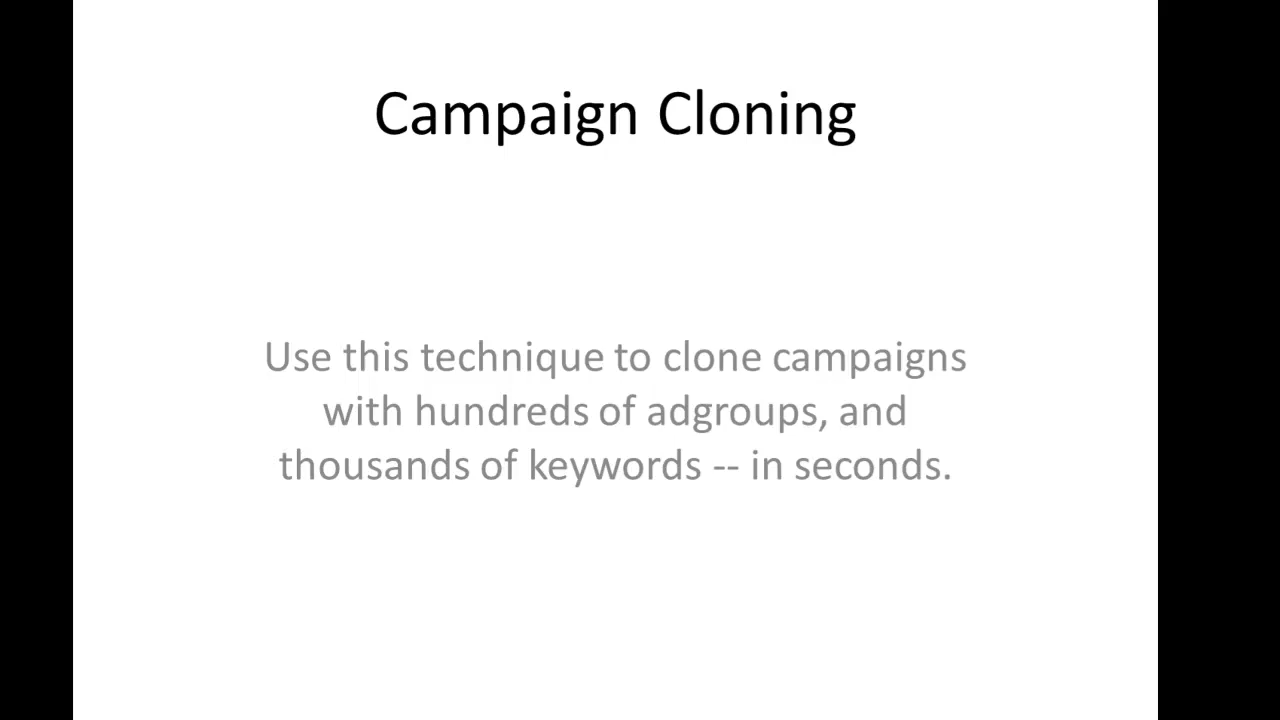 Campaign Cloning
Use this technique to clone campaigns
with hundreds of adgroups, and
thousands of keywords -- in seconds.